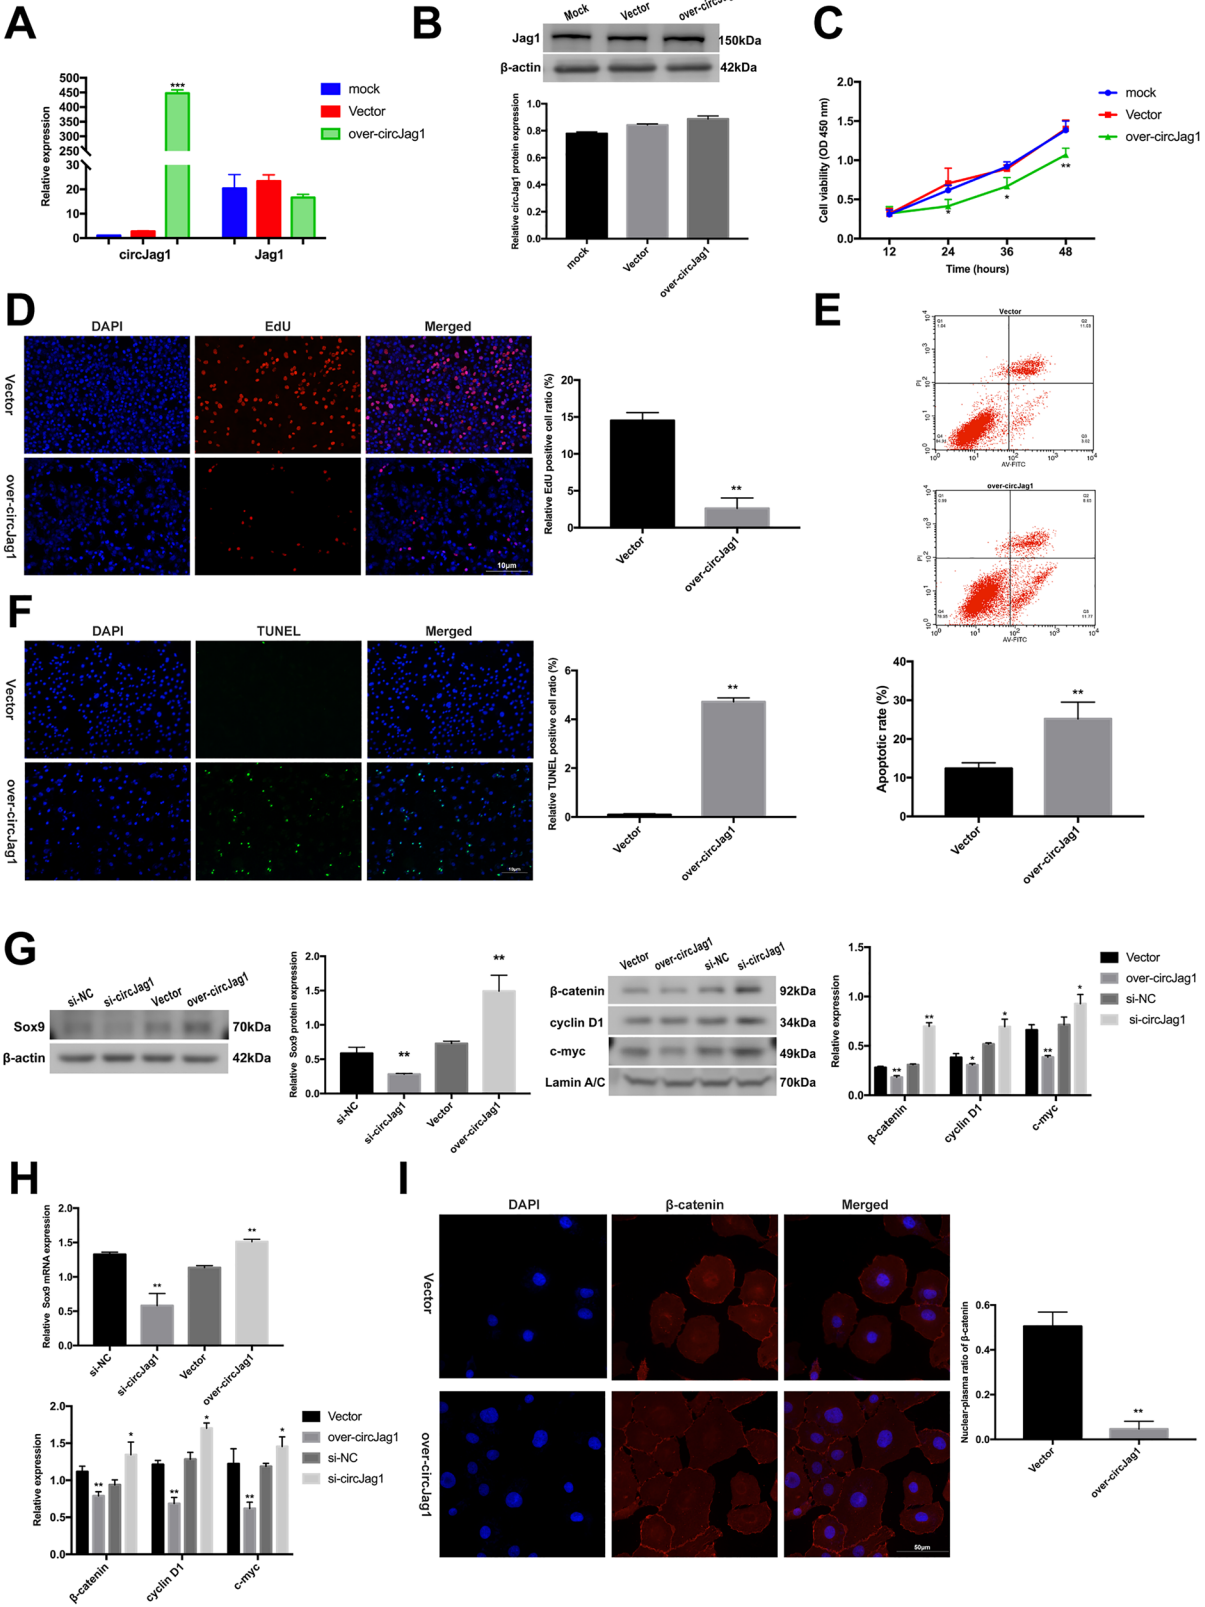 A
Relative expression
500
450
400
350
300
250
30
20
10
0
***
circJag1
Jag1
mock
Vector
over-circJag1
B
Mock
Vector
over-circJag1
Jag1
150kDa
β-actin
42kDa
Relative circJag1 protein expression
1.0
0.8
0.6
0.4
0.2
0.0
mock
Vector
over-circJag1
C
Cell viability (OD 450 nm)
2.0
1.5
1.0
0.5
0.0
*
*
**
12
24
36
48
Time (hours)
mock
Vector
over-circJag1
D
DAPI
EdU
Merged
Vector
over-circJag1
10μm
Relative EdU positive cell ratio (%)
20
15
10
5
0
**
Vector
over-circJag1
E
Vector
PI
AV-FITC
over-circJag1
PI
AV-FITC
Apoptotic rate (%)
40
30
20
10
0
**
Vector
over-circJag1
F
DAPI
TUNEL
Merged
Vector
over-circJag1
10μm
Relative TUNEL positive cell ratio (%)
6
4
2
0
**
Vector
over-circJag1
G
si-NC
si-circJag1
Vector
over-circJag1
Sox9
70kDa
β-actin
42kDa
Relative Sox9 protein expression
2.0
1.5
1.0
0.5
0.0
**
**
si-NC
si-circJag1
Vector
over-circJag1
Vector
over-circJag1
si-NC
si-circJag1
β-catenin
92kDa
cyclin D1
34kDa
c-myc
49kDa
Lamin A/C
70kDa
Relative expression
1.5
1.0
0.5
0.0
**
**
*
*
**
*
β-catenin
cyclin D1
c-myc
Vector
over-circJag1
si-NC
si-circJag1
H
Relative Sox9 mRNA expression
2.0
1.5
1.0
0.5
0.0
**
**
si-NC
si-circJag1
Vector
over-circJag1
Relative expression
2.0
1.5
1.0
0.5
0.0
**
*
**
*
**
*
β-catenin
cyclin D1
c-myc
Vector
over-circJag1
si-NC
si-circJag1
I
DAPI
β-catenin
Merged
Vector
over-circJag1
50μm
Nuclear-plasma ratio of β-catenin
0.6
0.4
0.2
0.0
**
Vector
over-circJag1